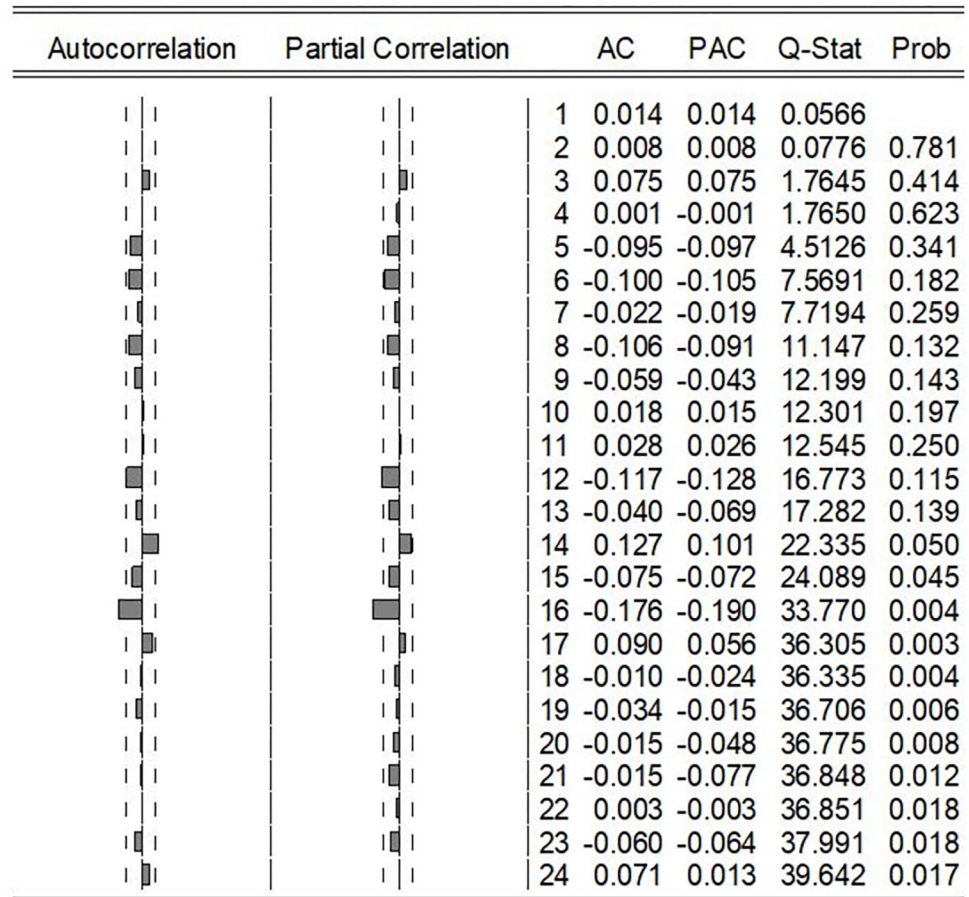 Autocorrelation Partial Correlation AC PAC Q-Stat Prob
1 0.014 0.014 0.0566
2 0.008 0.008 0.0776 0.781
3 0.075 0.075 1.7645 0.414
4 0.001 -0.001 1.7650 0.623
5 -0.095 -0.097 4.5126 0.341
6 -0.100 -0.105 7.5691 0.182
7 -0.022 -0.019 7.7194 0.259
8 -0.106 -0.091 11.147 0.132
9 -0.059 -0.043 12.199 0.143
10 0.018 0.015 12.301 0.197
11 0.028 0.026 12.545 0.250
12 -0.117 -0.128 16.773 0.115
13 -0.040 -0.069 17.282 0.139
14 0.127 0.101 22.335 0.050
15 -0.075 -0.072 24.089 0.045
16 -0.176 -0.190 33.770 0.004
17 0.090 0.056 36.305 0.003
18 -0.010 -0.024 36.335 0.004
19 -0.034 -0.015 36.706 0.006
20 -0.015 -0.048 36.775 0.008
21 -0.015 -0.077 36.848 0.012
22 0.003 -0.003 36.851 0.018
23 -0.060 -0.064 37.991 0.018
24 0.071 0.013 39.642 0.017